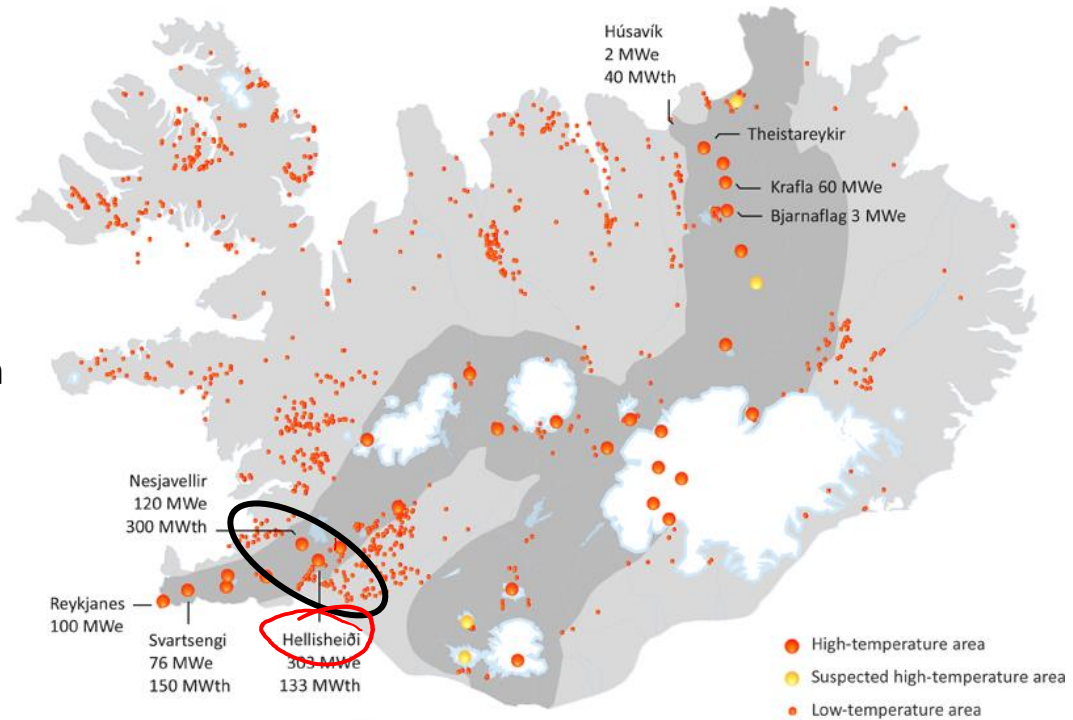 Húsavík
2 MWe
40 MWth
Theistareykir
Krafla 60 MWe
Bjarnaflag 3 MWe
n
Nesjavellir
120 MWe
300 MWth
Reykjanes
100 MWe
Svartsengi
76 MWe
150 MWth
Hellisheiði
303 MWe
133 MWth
High-temperature area
Suspected high-temperature area
Low-temperature area